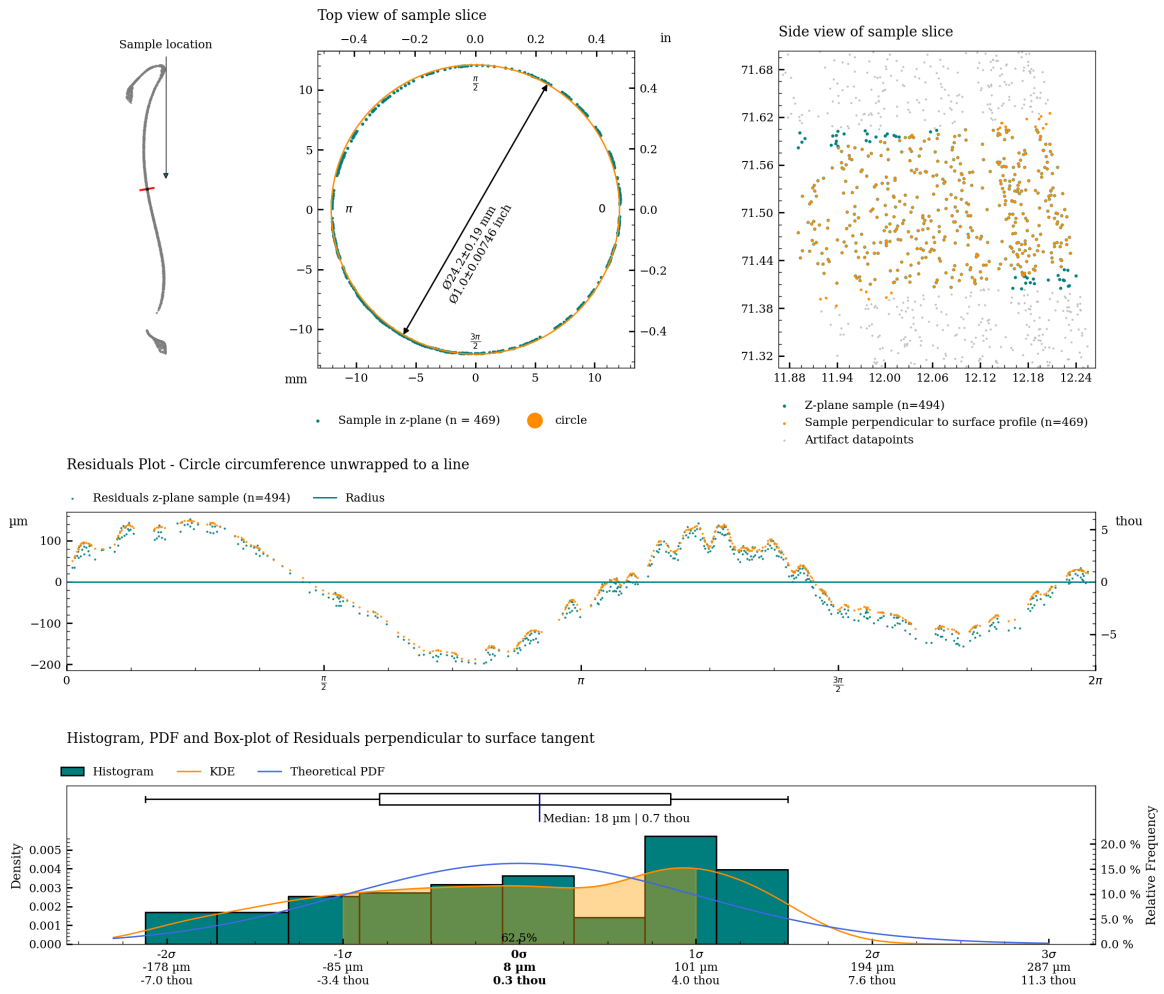 Top view of sample slice
Sample location
−0.4 −0.2 0.0 0.2 0.4 in
Side view of sample slice
10
5
0
−5
−10
mm
−10 −5 0 5 10
0.4
0.2
0.0
−0.2
−0.4
π/2
π
0
3π/2
Ø24.2±0.19 mm
Ø1.0±0.00746 inch
Sample in z-plane (n = 469)
circle
71.68
71.62
71.56
71.50
71.44
71.38
71.32
11.88 11.94 12.00 12.06 12.12 12.18 12.24
Z-plane sample (n=494)
Sample perpendicular to surface profile (n=469)
Artifact datapoints
Residuals Plot - Circle circumference unwrapped to a line
Residuals z-plane sample (n=494)
Radius
µm
thou
100
0
−100
−200
5
0
−5
0 π/2 π 3π/2 2π
Histogram, PDF and Box-plot of Residuals perpendicular to surface tangent
Histogram
KDE
Theoretical PDF
Median: 18 µm | 0.7 thou
Density
0.005
0.004
0.003
0.002
0.001
0.000
Relative Frequency
20.0 %
15.0 %
10.0 %
5.0 %
0.0 %
62.5%
-2σ -1σ 0σ 1σ 2σ 3σ
-178 µm -85 µm 8 µm 101 µm 194 µm 287 µm
-7.0 thou -3.4 thou 0.3 thou 4.0 thou 7.6 thou 11.3 thou